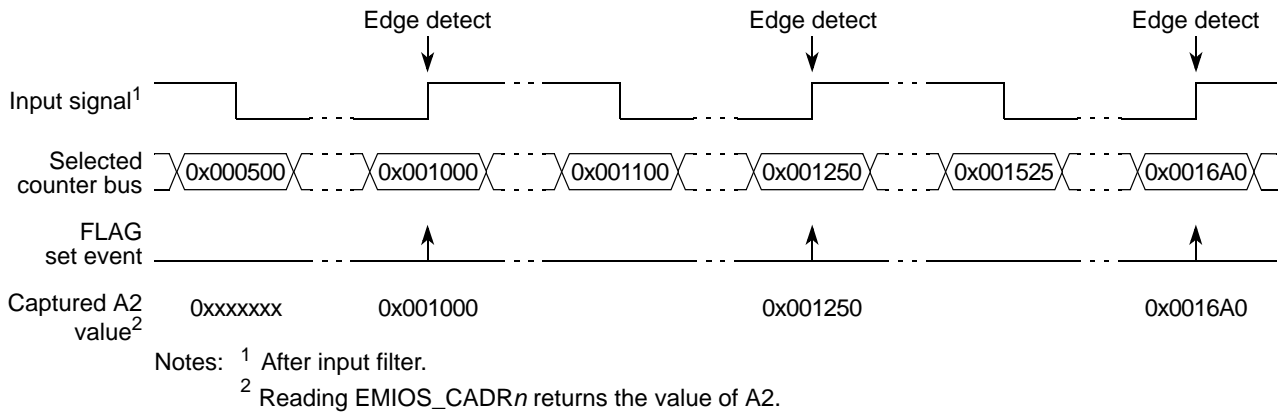 Edge detect Edge detect Edge detect
Input signal1
Selected
counter bus
0x000500 0x001000 0x001100 0x001250 0x001525 0x0016A0
FLAG
set event
Captured A2
value2
0xxxxxxx 0x001000 0x001250 0x0016A0
Notes: 1 After input filter.
2 Reading EMIOS_CADRn returns the value of A2.